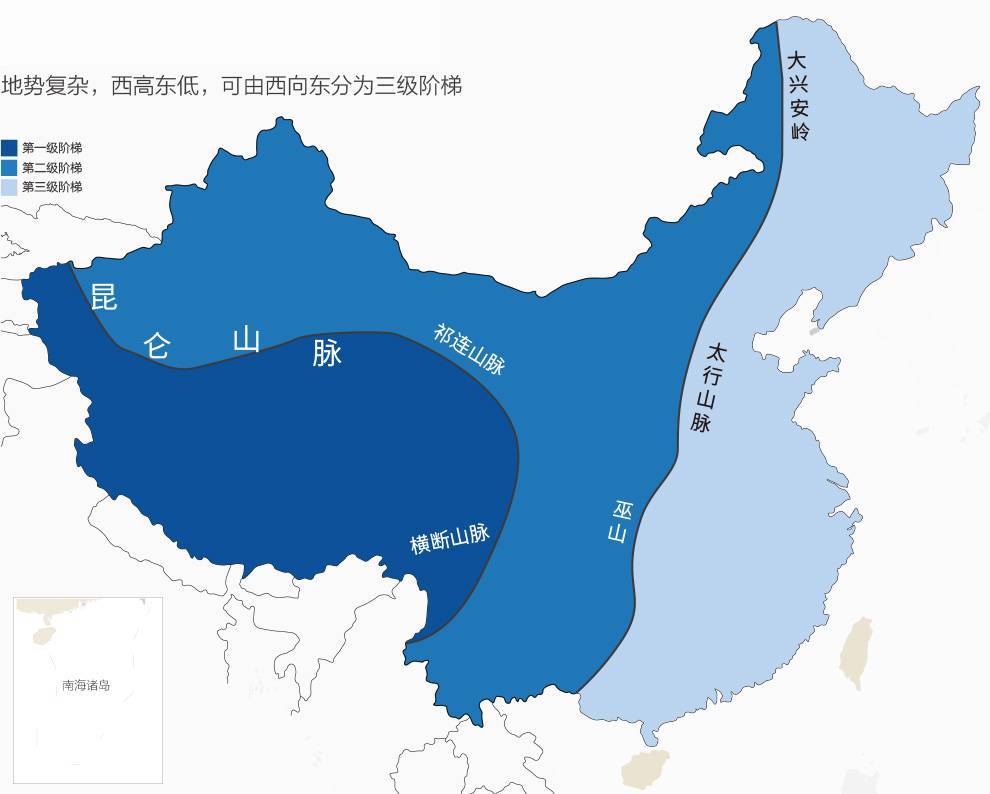 地势复杂，西高东低，可由西向东分为三级阶梯
第一级阶梯
第二级阶梯
第三级阶梯
大兴安岭
昆仑山脉
祁连山脉
太行山脉
巫山
横断山脉
南海诸岛